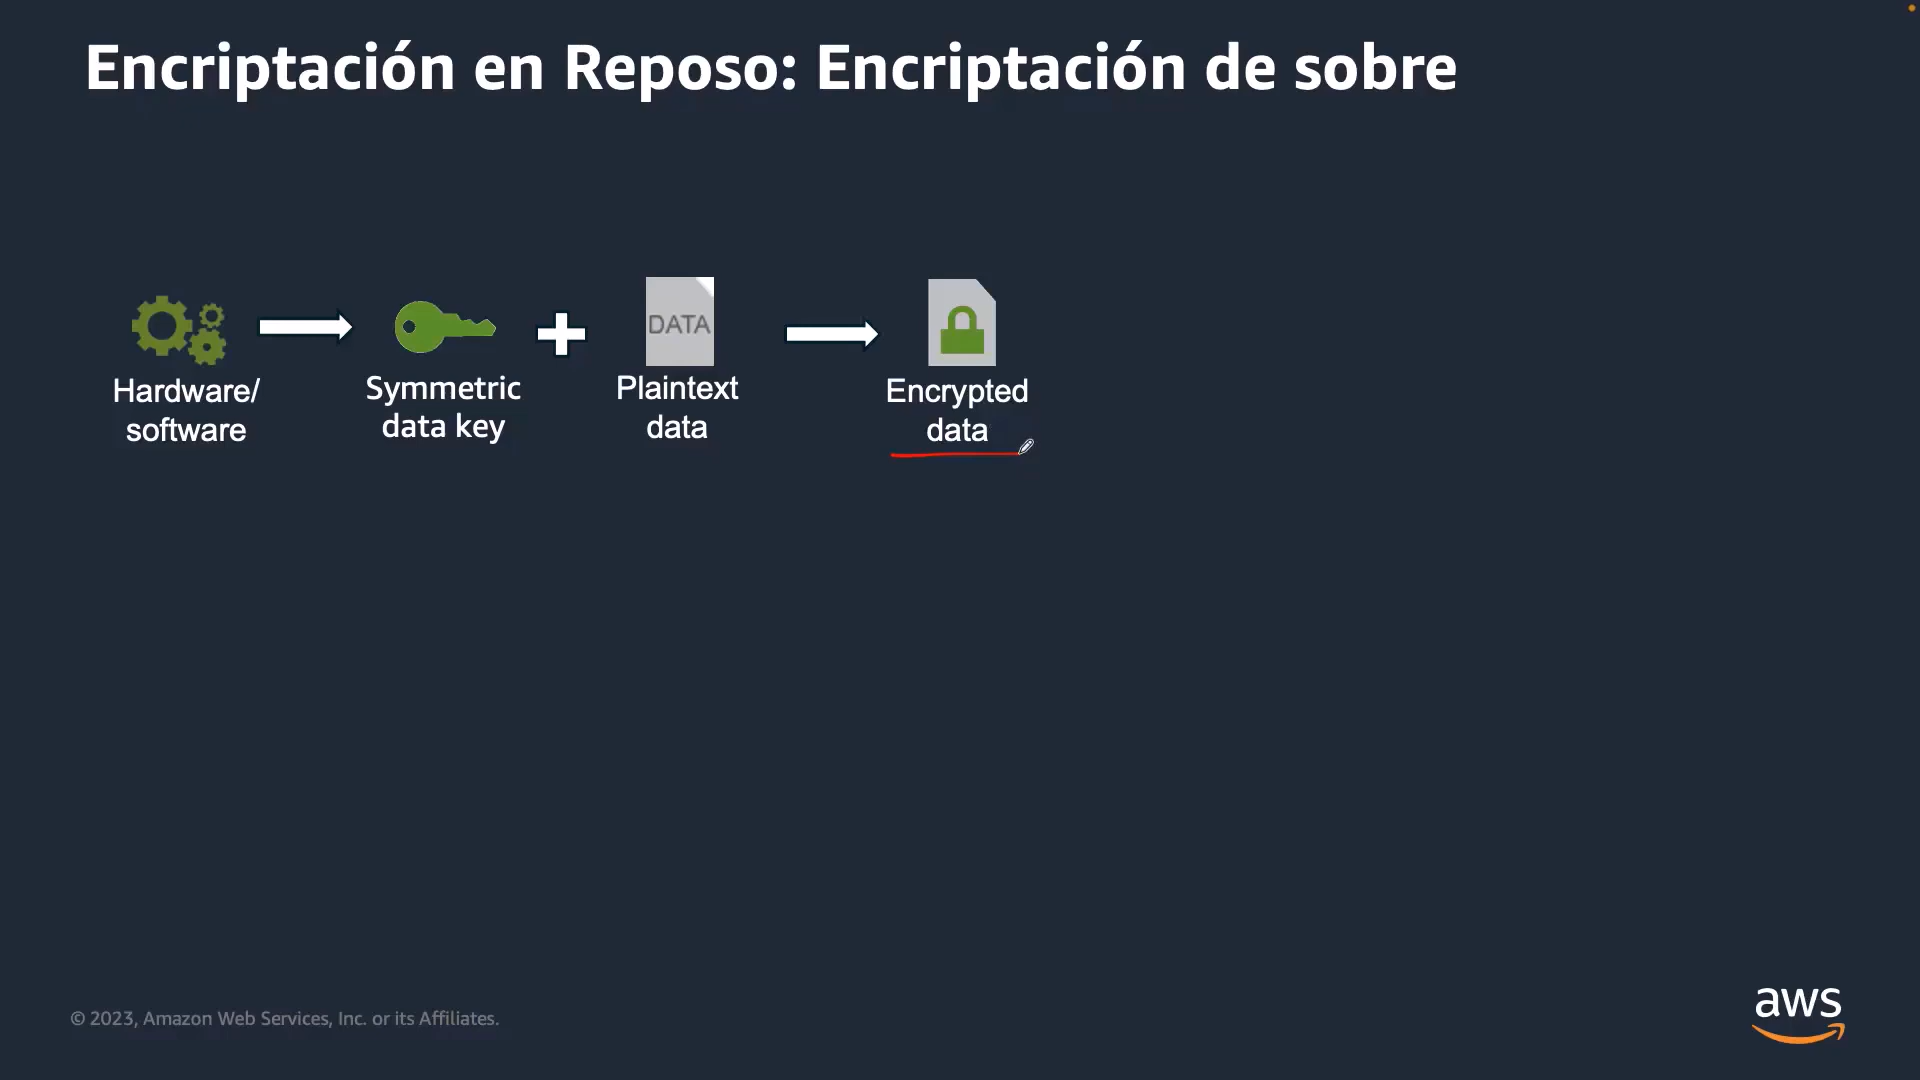 Encriptación en Reposo: Encriptación de sobre
DATA
Hardware/
software
Symmetric
data key
Plaintext
data
Encrypted
data
© 2023, Amazon Web Services, Inc. or its Affiliates.
aws